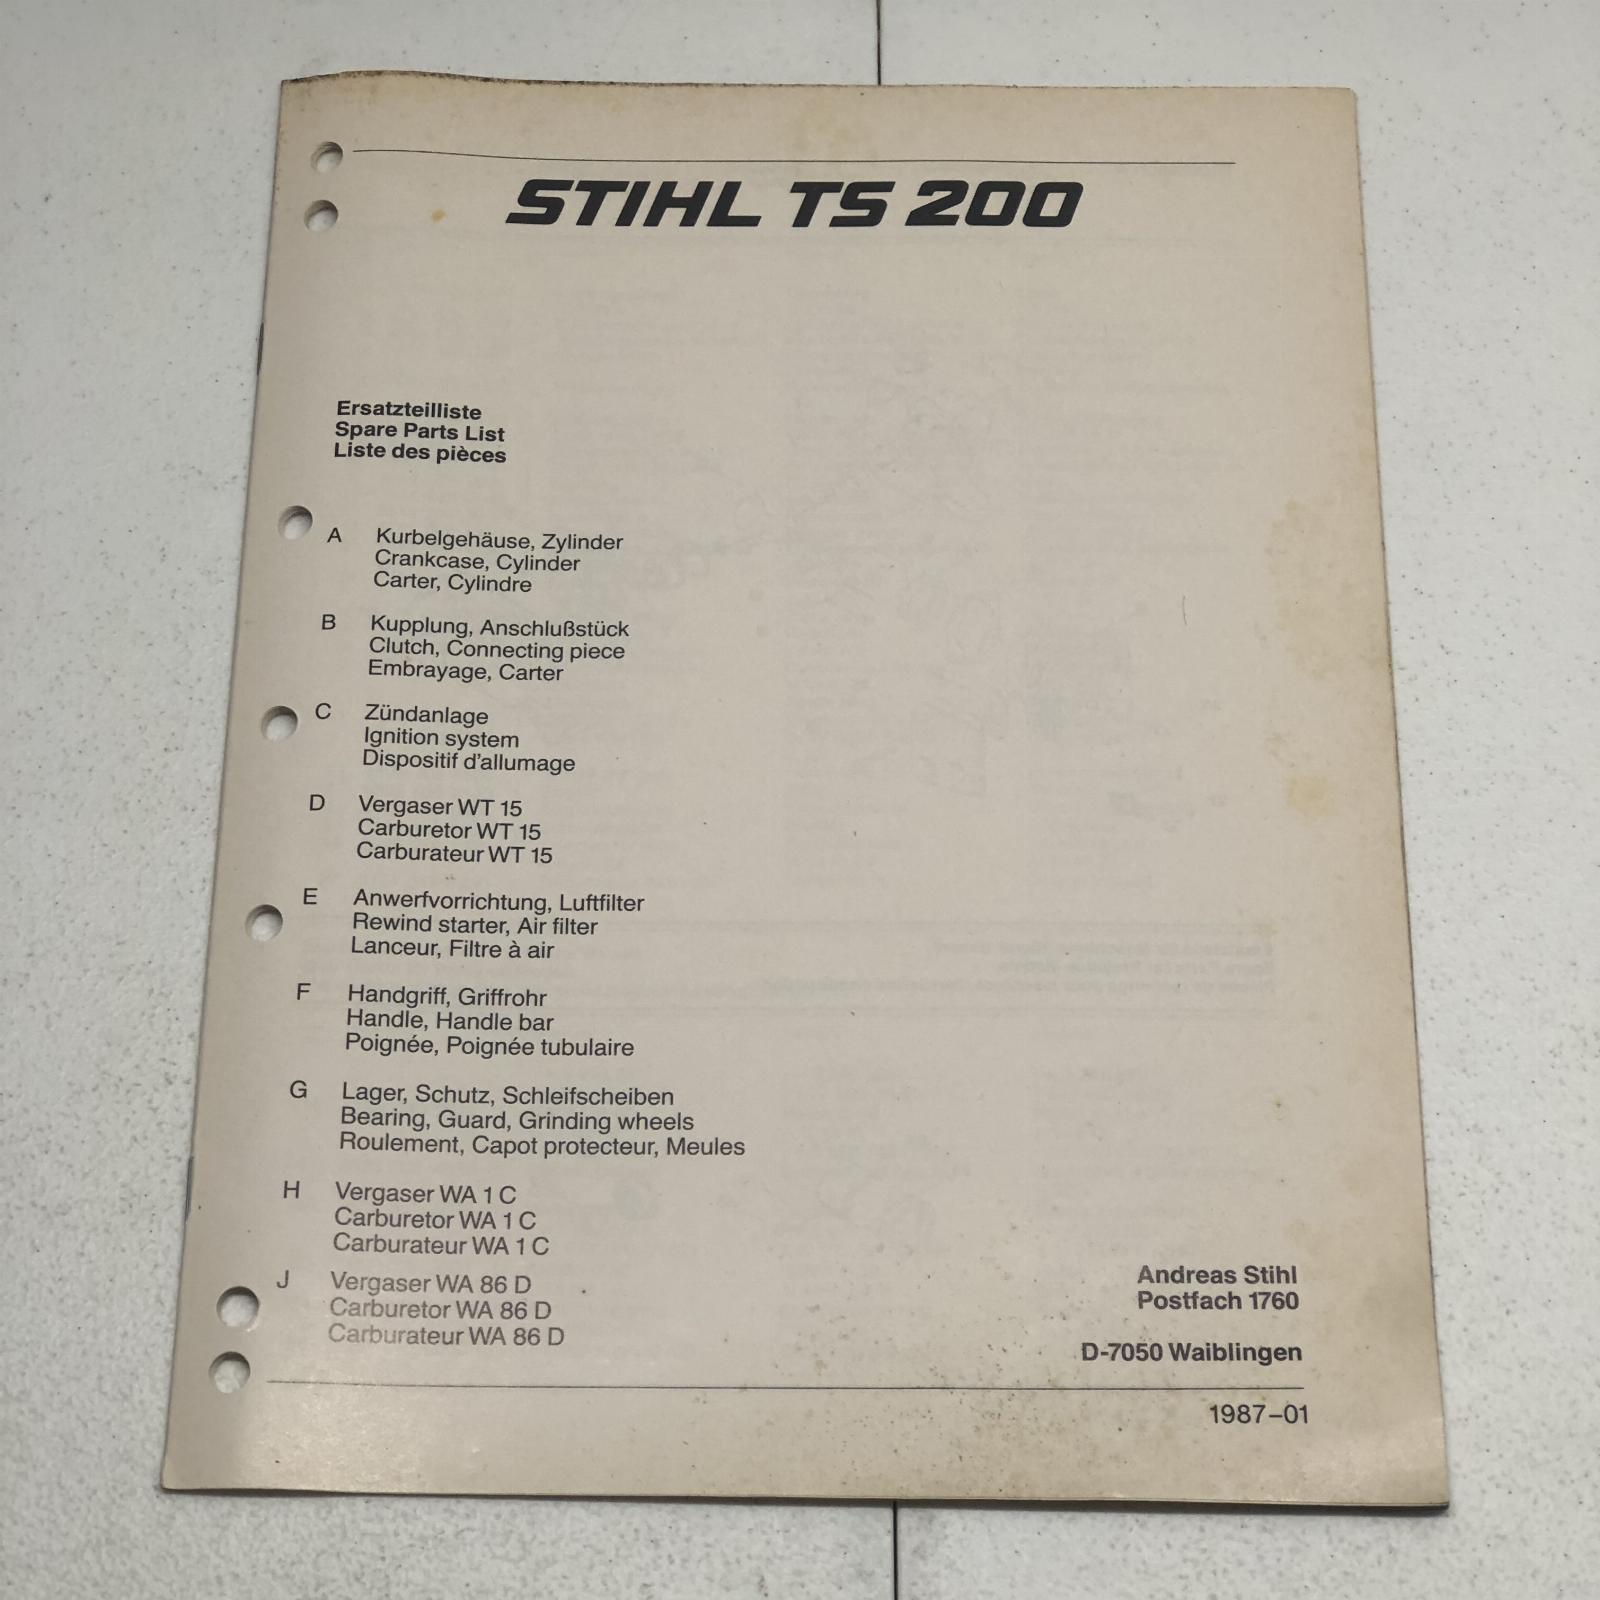 STIHL TS 200
Ersatzteilliste
Spare Parts List
Liste des pièces
A Kurbelgehäuse, Zylinder
Crankcase, Cylinder
Carter, Cylindre
B Kupplung, Anschlußstück
Clutch, Connecting piece
Embrayage, Carter
C Zündanlage
Ignition system
Dispositif d'allumage
D Vergaser WT 15
Carburetor WT 15
Carburateur WT 15
E Anwerfvorrichtung, Luftfilter
Rewind starter, Air filter
Lanceur, Filtre à air
F Handgriff, Griffrohr
Handle, Handle bar
Poignée, Poignée tubulaire
G Lager, Schutz, Schleifscheiben
Bearing, Guard, Grinding wheels
Roulement, Capot protecteur, Meules
H Vergaser WA 1 C
Carburetor WA 1 C
Carburateur WA 1 C
J Vergaser WA 86 D
Carburetor WA 86 D
Carburateur WA 86 D
Andreas Stihl
Postfach 1760
D-7050 Waiblingen
1987-01